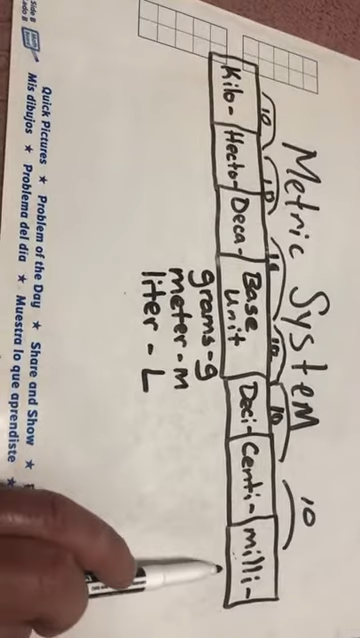 Metric System
10 10 10 10 10 10
Kilo- Hecto- Deca- Base Unit Deci- Centi- milli-
grams-g
meter-m
liter-L
Quick Pictures ★ Problem of the Day ★ Share and Show ★
Mis dibujos ★ Problema del día ★ Muestra lo que aprendiste ★
Side B